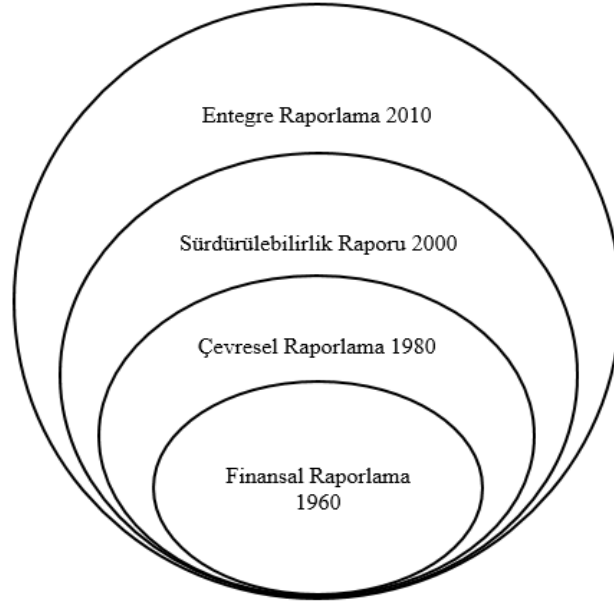 Entegre Raporlama 2010
Sürdürülebilirlik Raporu 2000
Çevresel Raporlama 1980
Finansal Raporlama
1960